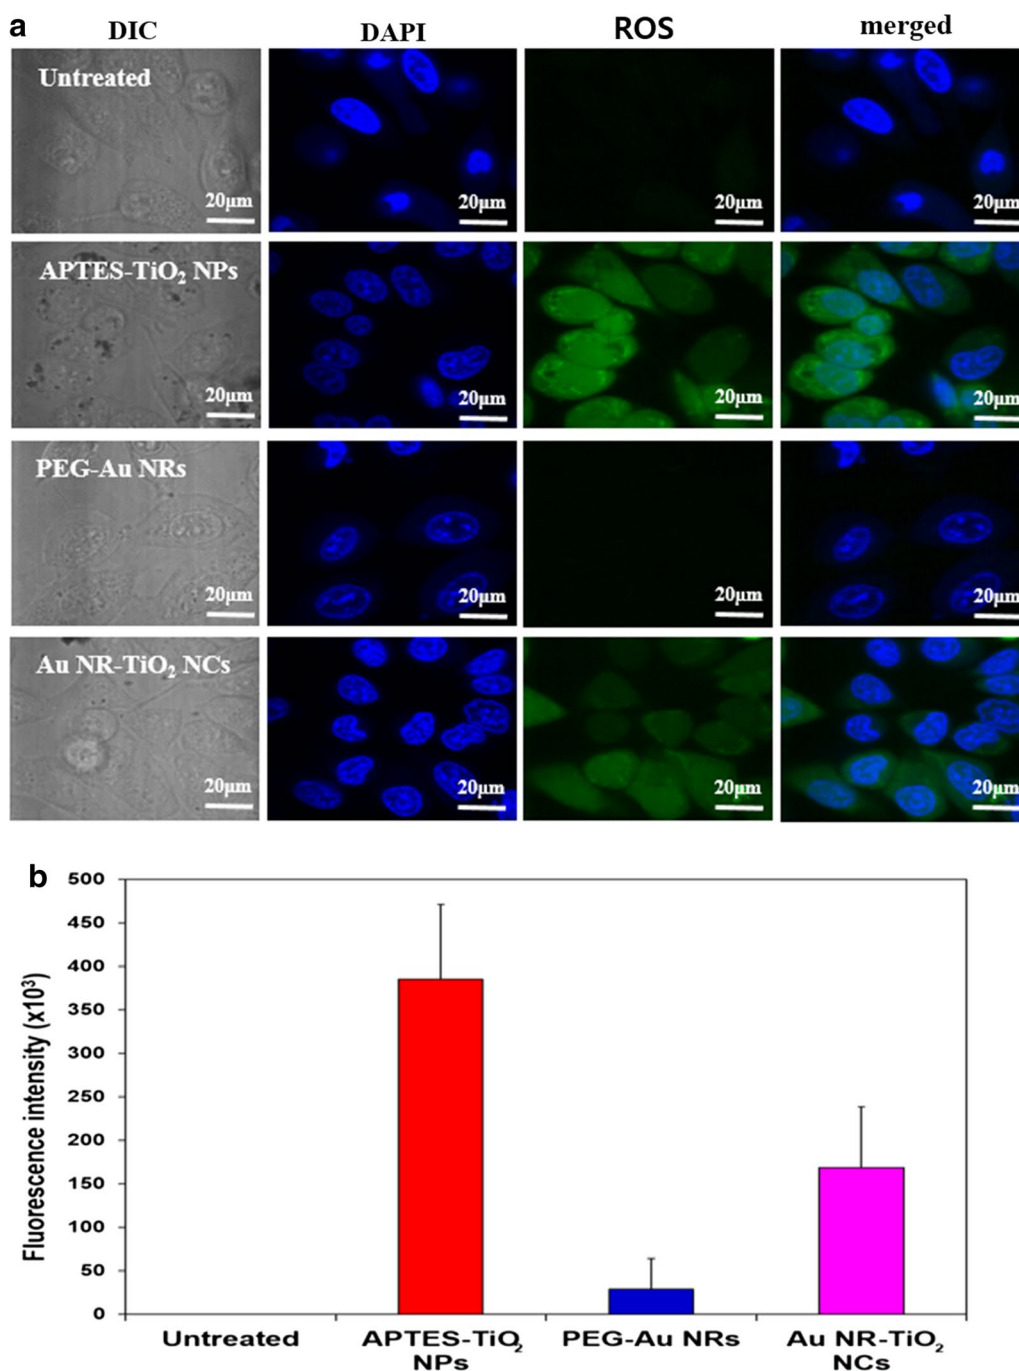 a
DIC DAPI ROS merged
Untreated
20μm 20μm 20μm 20μm
APTES-TiO₂ NPs
20μm 20μm 20μm 20μm
PEG-Au NRs
20μm 20μm 20μm 20μm
Au NR-TiO₂ NCs
20μm 20μm 20μm 20μm
b
Fluorescence intensity (x10³)
500
450
400
350
300
250
200
150
100
50
0
Untreated APTES-TiO₂ PEG-Au NRs Au NR-TiO₂
NPs NCs